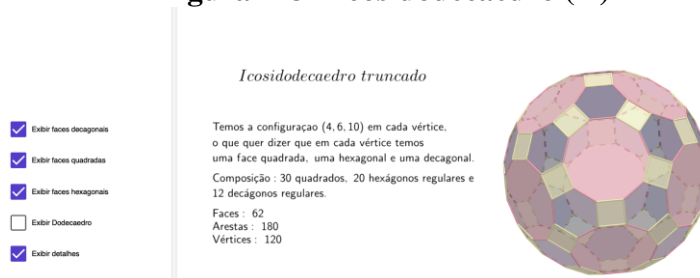 Icosidodecaedro truncado
Exibir faces decagonais
Exibir faces quadradas
Exibir faces hexagonais
Exibir Dodecaedro
Exibir detalhes
Temos a configuraçao (4, 6, 10) em cada vértice.
o que quer dizer que em cada vértice temos
uma face quadrada, uma hexagonal e uma decagonal.
Composição : 30 quadrados, 20 hexágonos regulares e
12 decágonos regulares.
Faces : 62
Arestas : 180
Vértices : 120